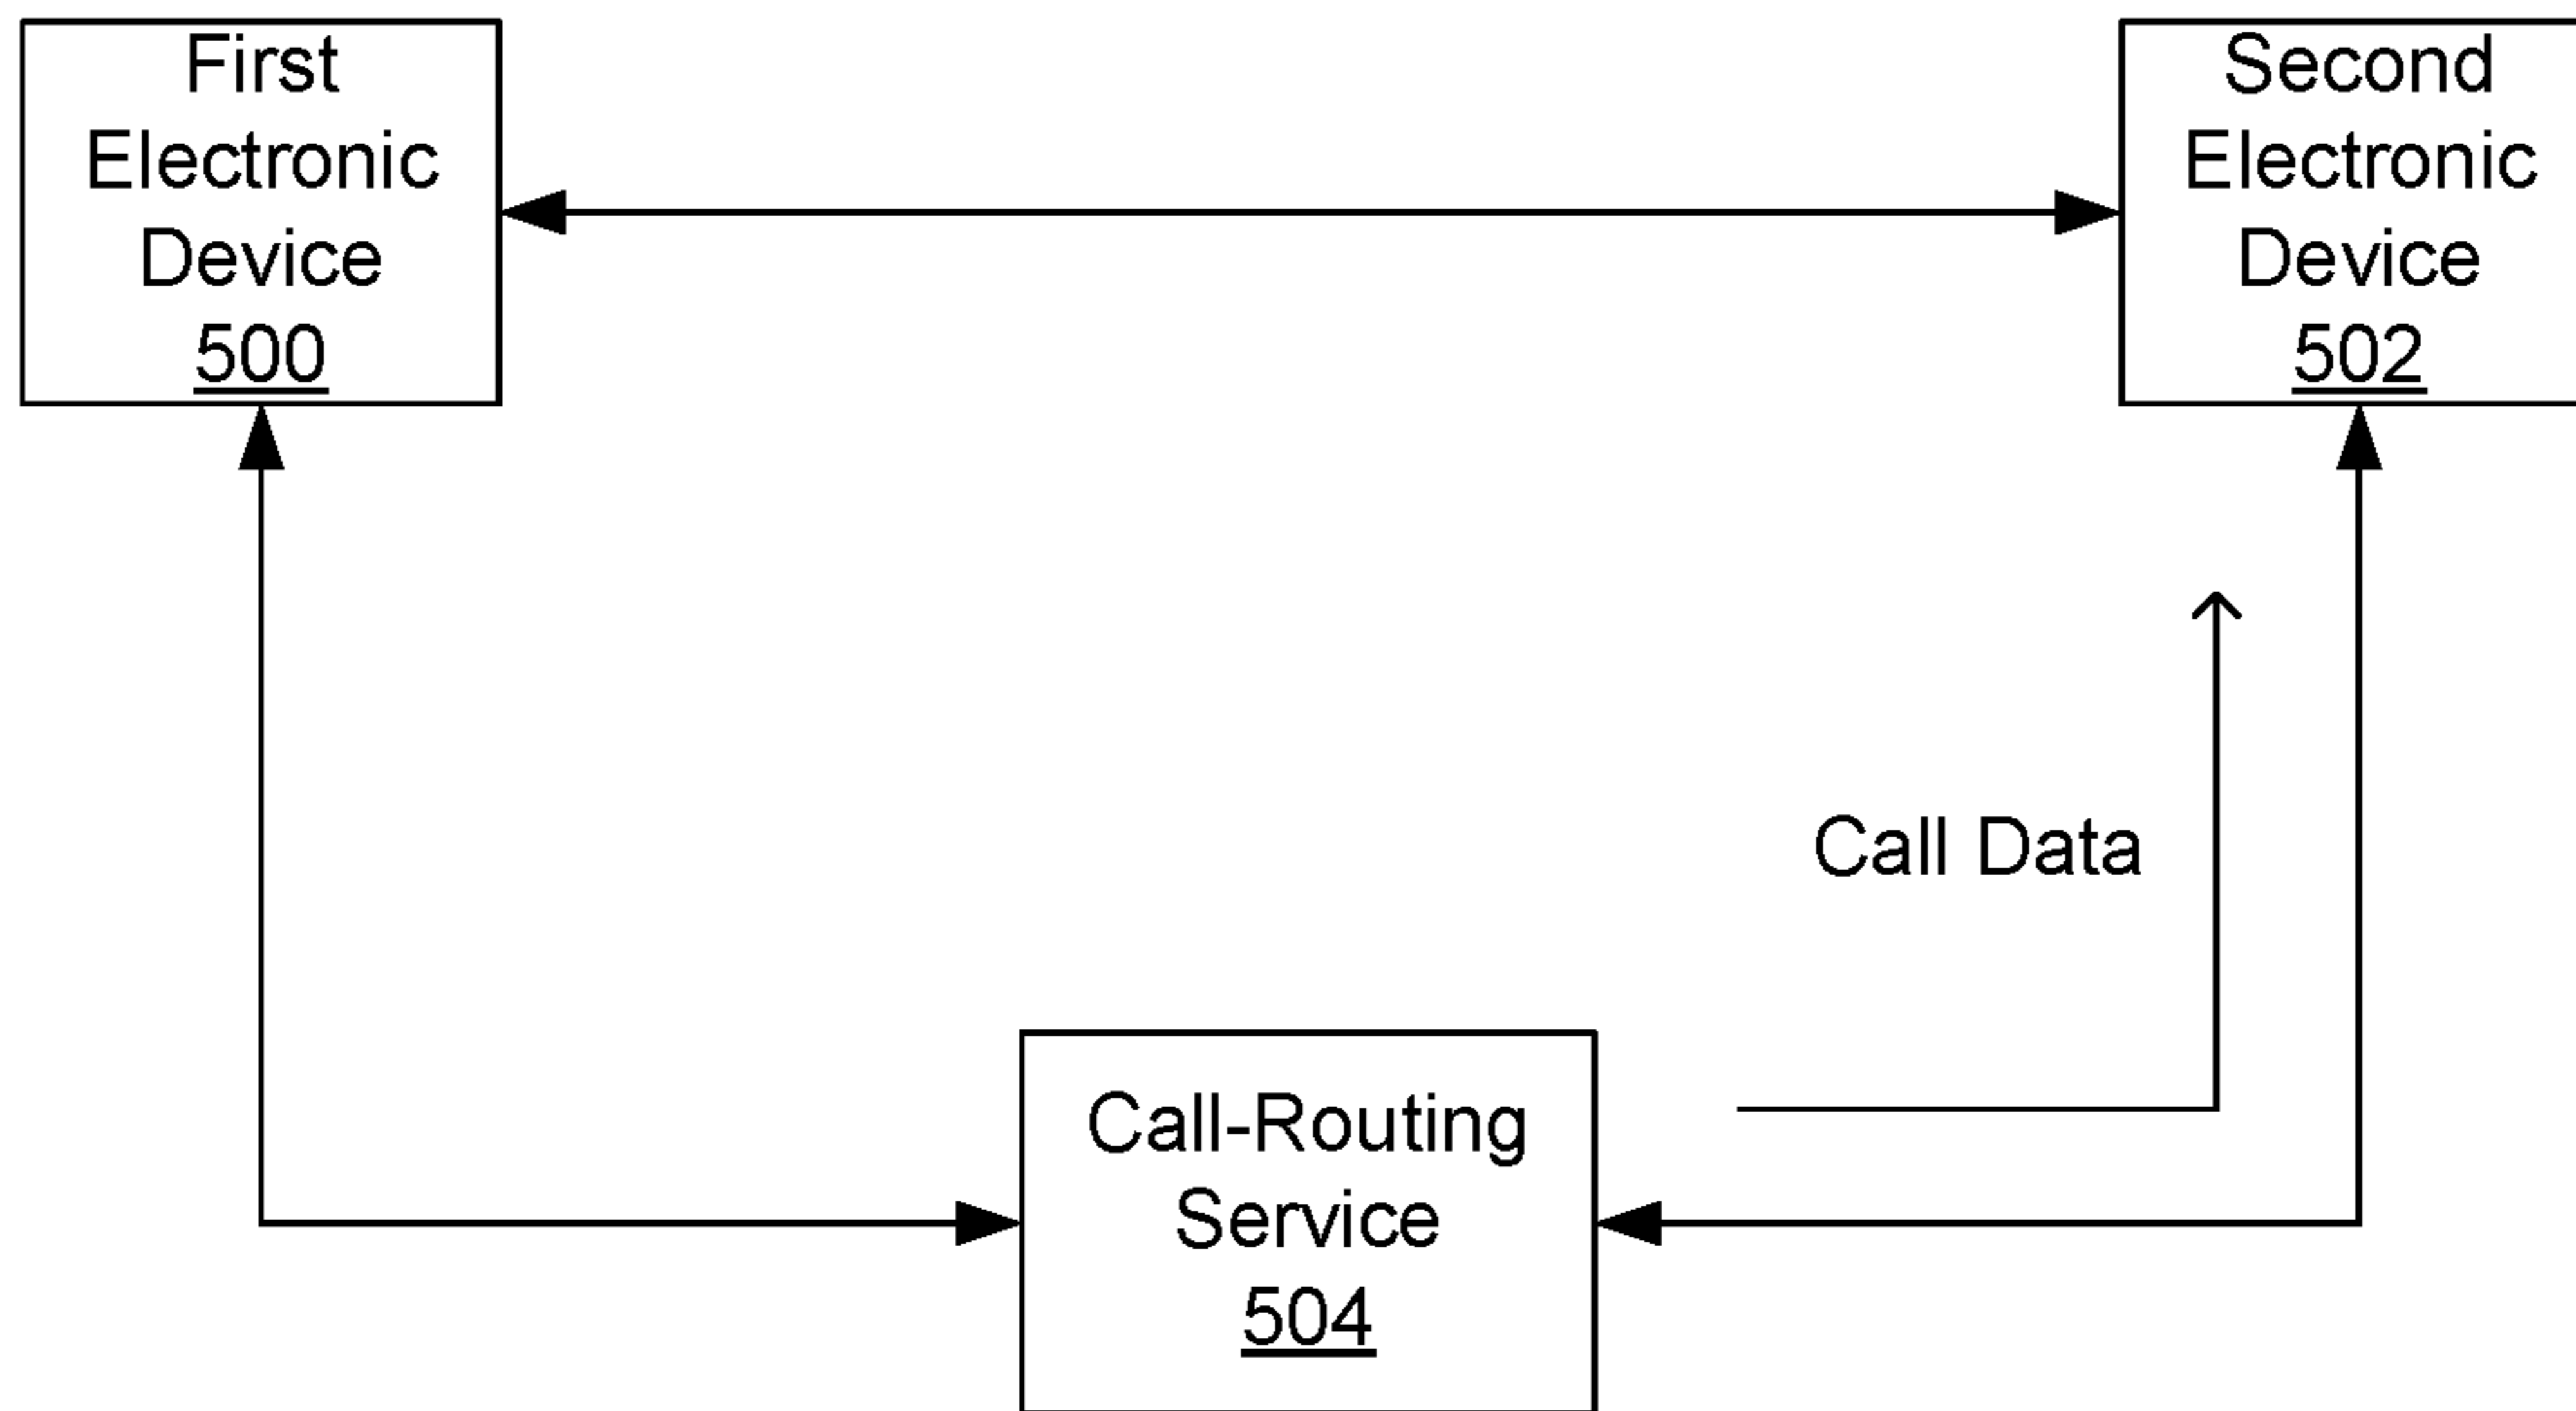 First
Electronic
Device
500
Second
Electronic
Device
502
Call Data
Call-Routing
Service
504